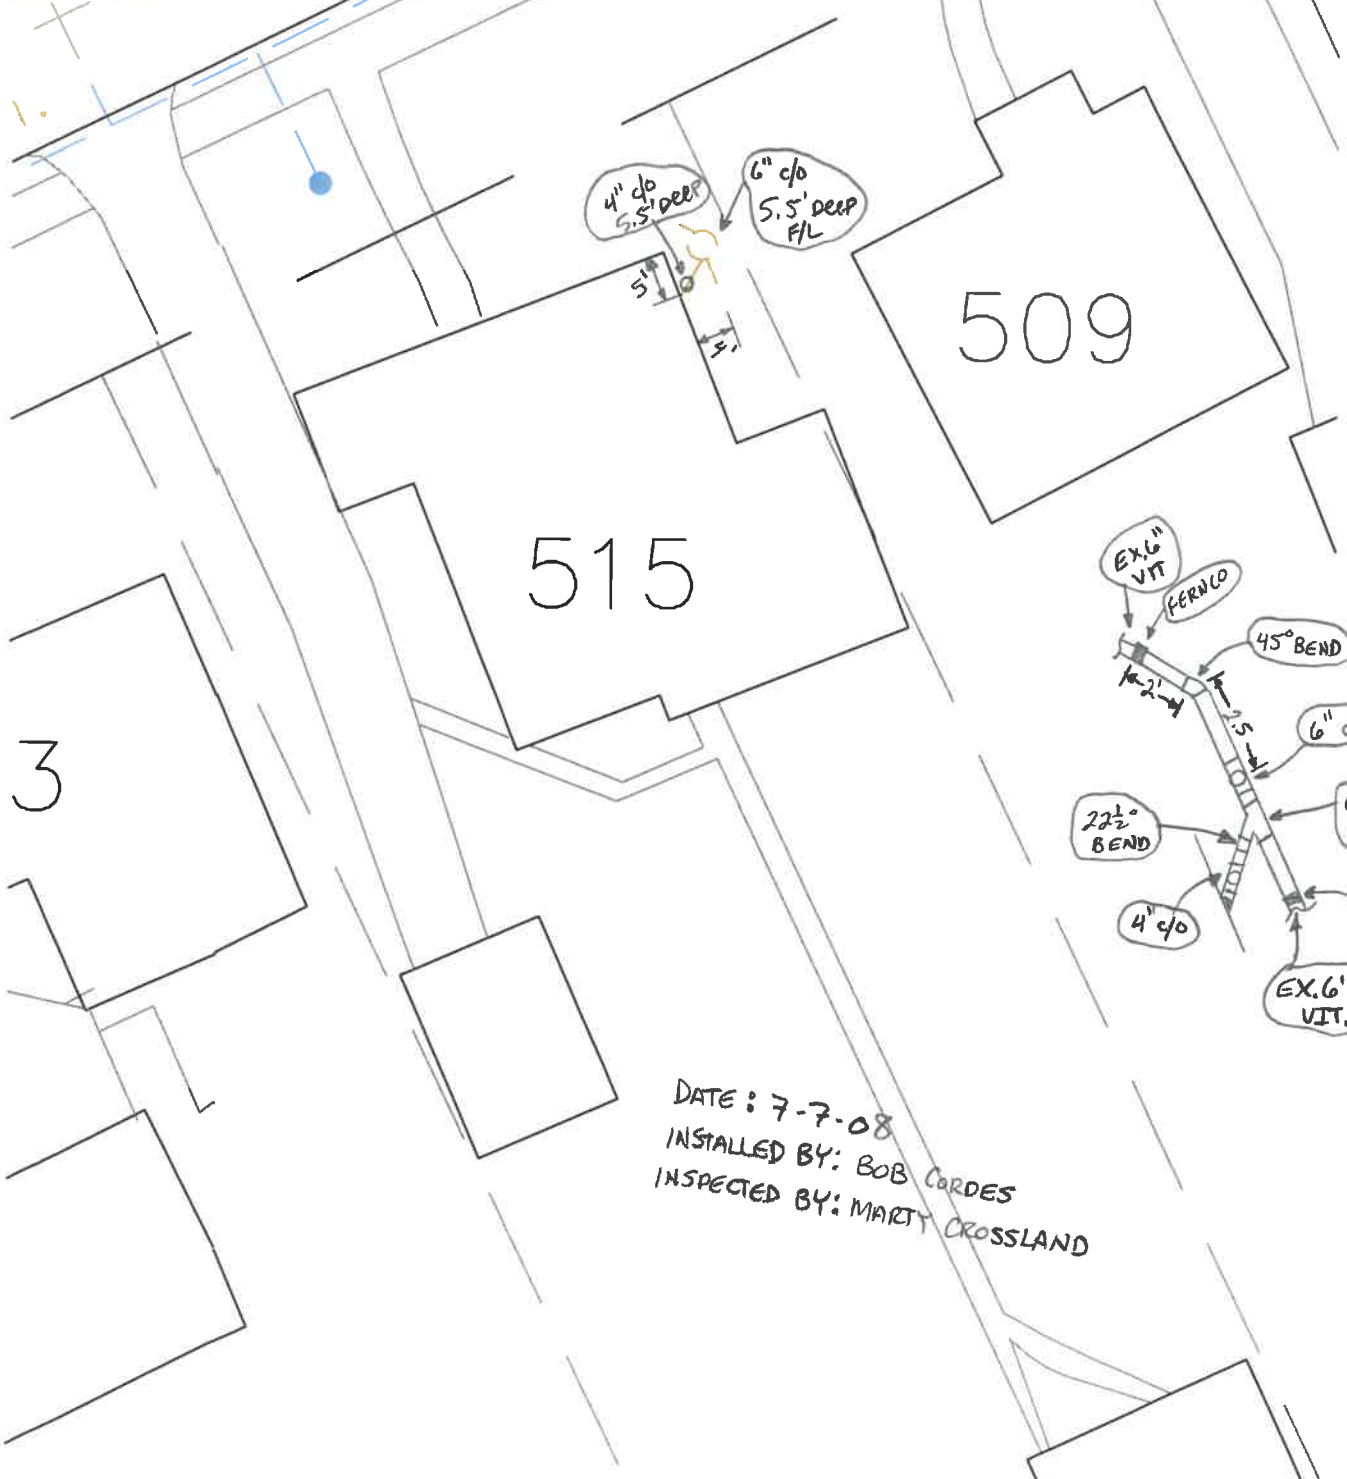 4" c/o
5.5' DEEP
6" c/o
5.5' DEEP
F/L
5'
4'
509
515
3
EX.6"
VIT
FERNCO
45° BEND
2'
2.5
6"
22½°
BEND
4" c/o
EX.6"
VIT.
DATE: 7-7-08
INSTALLED BY: BOB CORDES
INSPECTED BY: MARTY CROSSLAND